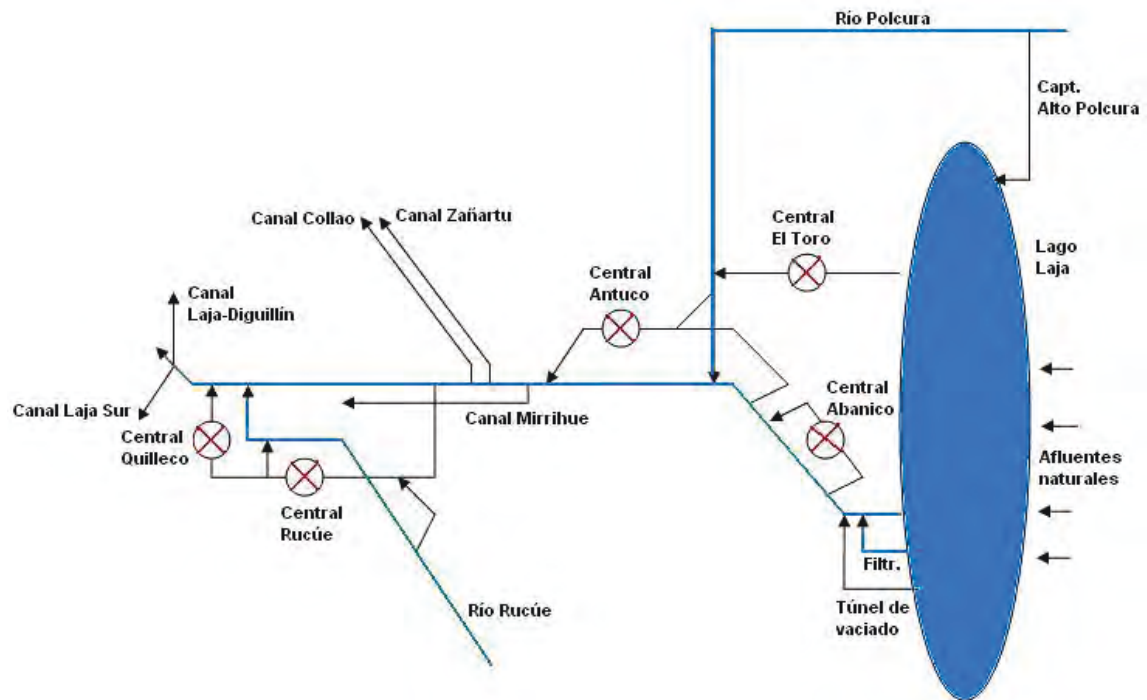 Río Polcura
Capt.
Alto Polcura
Canal Collao
Canal Zañartu
Central
El Toro
Lago
Laja
Central
Antuco
Canal
Laja-Diguillín
Canal Laja Sur
Central
Quilleco
Canal Mirrihue
Central
Abanico
Afluentes
naturales
Central
Rucúe
Filtr.
Río Rucúe
Túnel de
vaciado